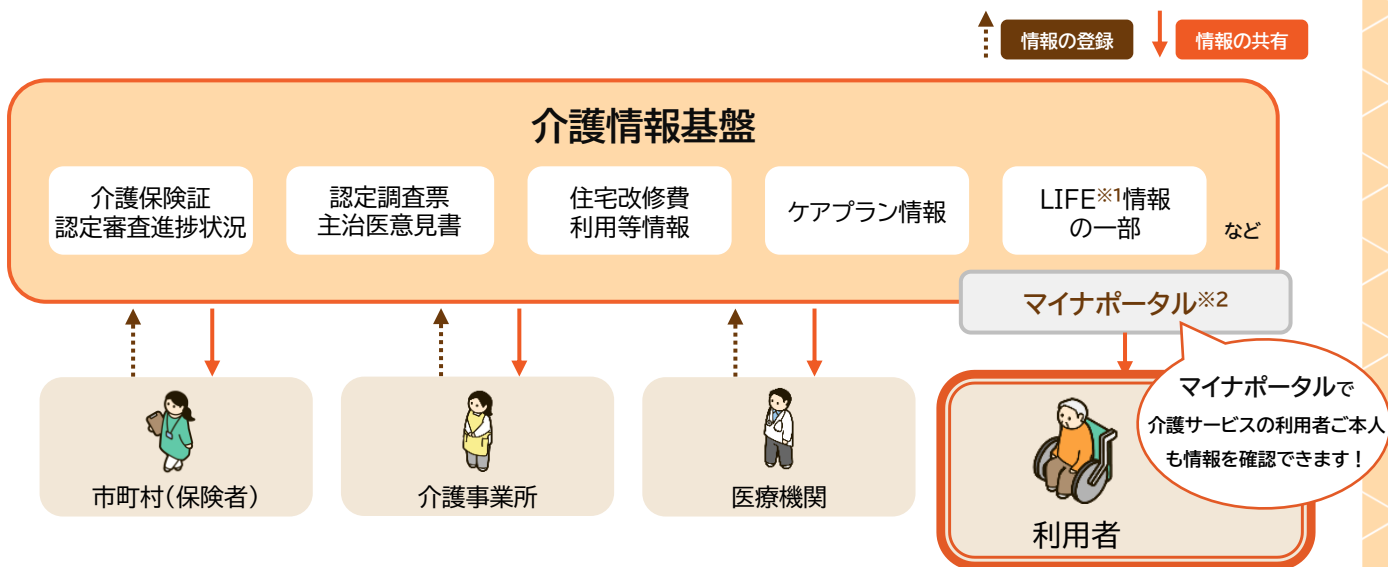 情報の登録
情報の共有
介護情報基盤
介護保険証
認定審査進捗状況
認定調査票
主治医意見書
住宅改修費
利用等情報
ケアプラン情報
LIFE※1情報
の一部
など
マイナポータル※2
マイナポータルで
介護サービスの利用者ご本人
も情報を確認できます！
市町村(保険者)
介護事業所
医療機関
利用者